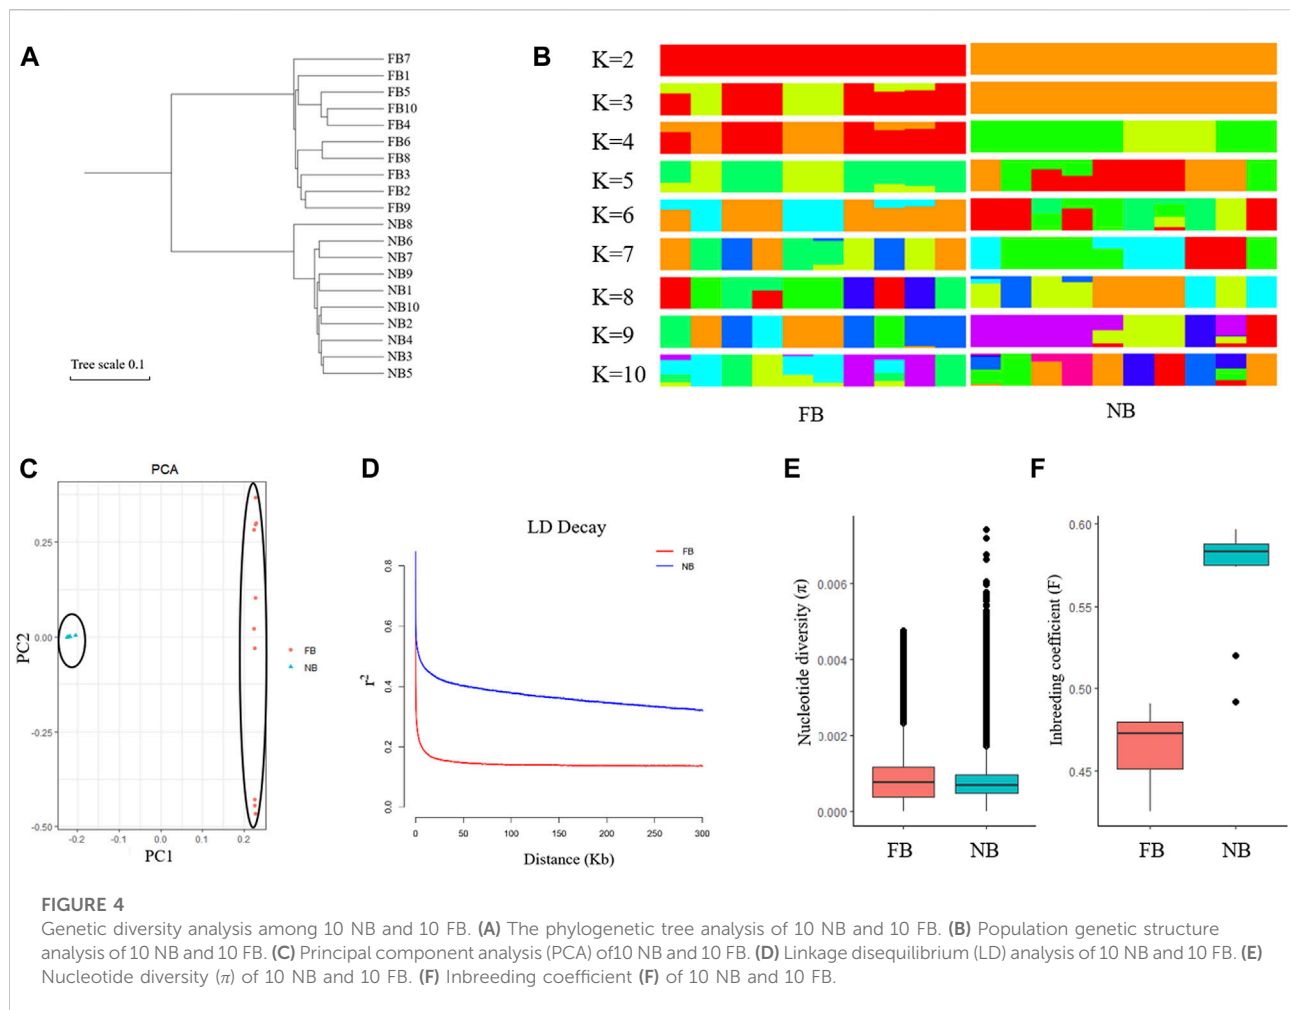 A
FB7
FB1
FB5
FB10
FB4
FB6
FB8
FB3
FB2
FB9
NB8
NB6
NB7
NB9
NB1
NB10
NB2
NB4
NB3
NB5
Tree scale 0.1
B
K=2
K=3
K=4
K=5
K=6
K=7
K=8
K=9
K=10
FB NB
C
PCA
PC2
0.25
0.00
-0.25
-0.50
-0.2 -0.1 0.0 0.1 0.2
PC1
FB
NB
D
LD Decay
FB
NB
r2
0.8
0.6
0.4
0.2
0.0
0 50 100 150 200 250 300
Distance (Kb)
E
Nucleotide diversity (π)
0.006
0.004
0.002
0.000
FB NB
F
Inbreeding coefficient (F)
0.60
0.55
0.50
0.45
FB NB
FIGURE 4
Genetic diversity analysis among 10 NB and 10 FB. (A) The phylogenetic tree analysis of 10 NB and 10 FB. (B) Population genetic structure
analysis of 10 NB and 10 FB. (C) Principal component analysis (PCA) of10 NB and 10 FB. (D) Linkage disequilibrium (LD) analysis of 10 NB and 10 FB. (E)
Nucleotide diversity (π) of 10 NB and 10 FB. (F) Inbreeding coefficient (F) of 10 NB and 10 FB.